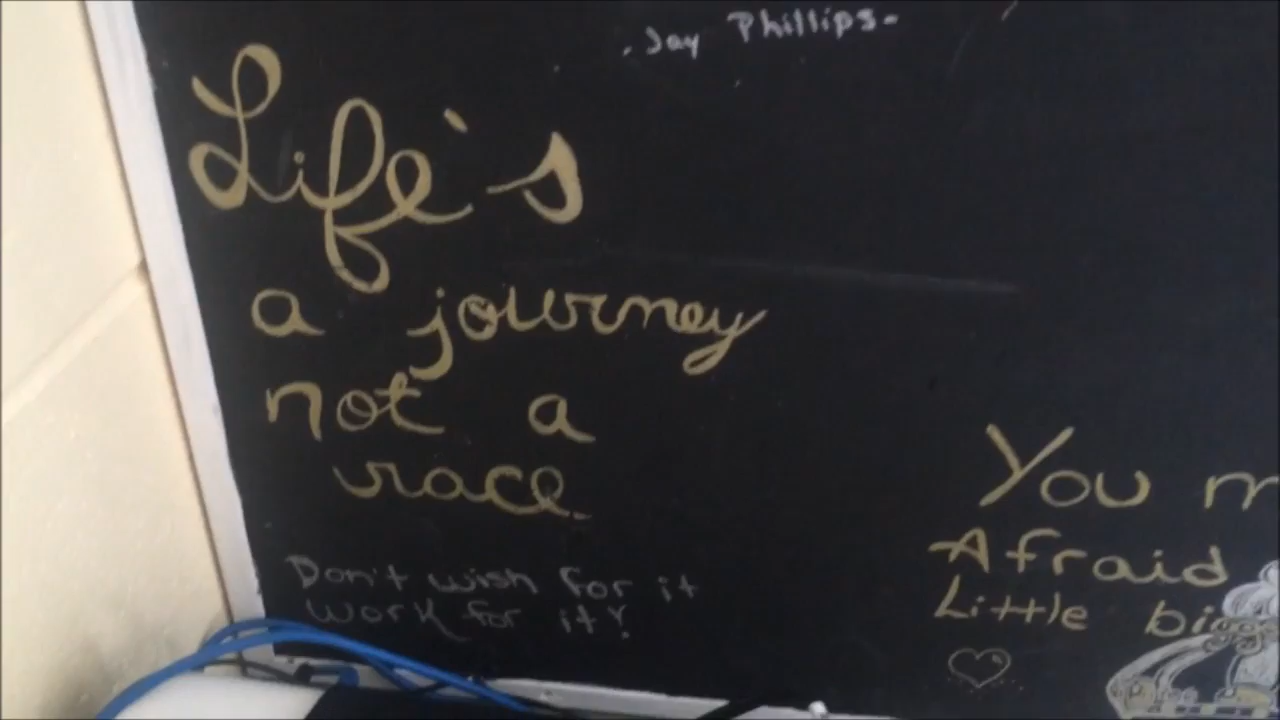 . Jay Phillips-
Life's
a journey
not a
race.
Don't wish for it
work for it!
You
Afraid
Little